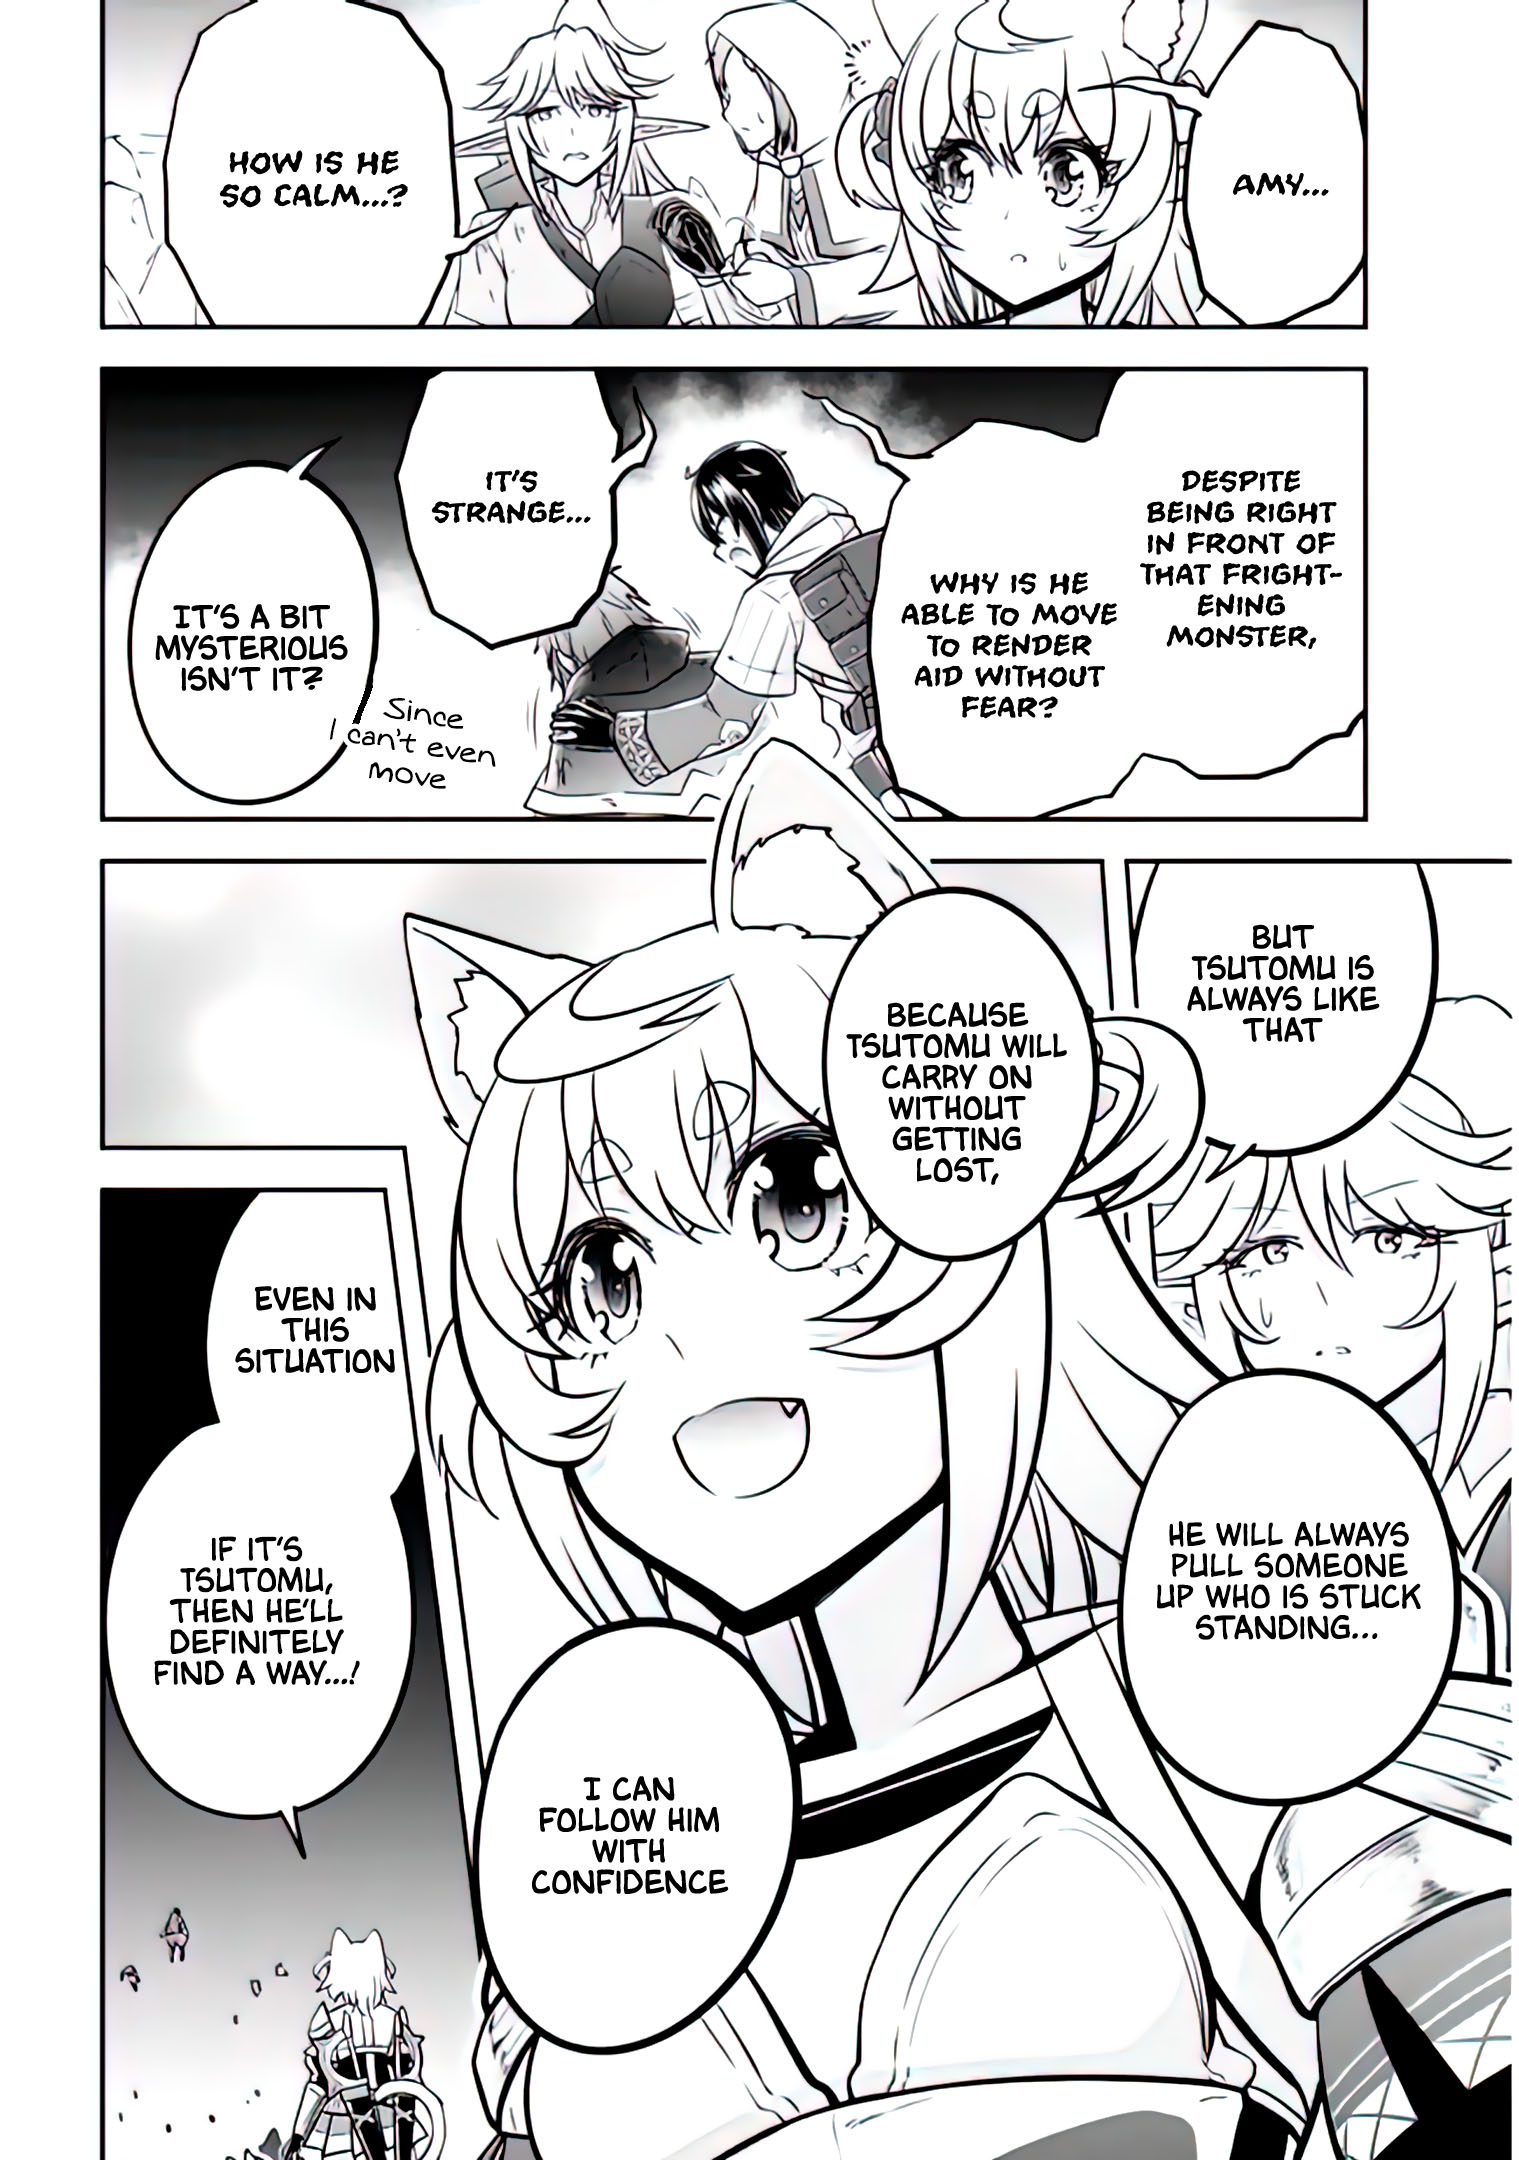 AMY...
HOW IS HE
SO CALM...?
DESPITE
BEING RIGHT
IN FRONT OF
THAT FRIGHT-
ENING
MONSTER,
WHY IS HE
ABLE TO MOVE
TO RENDER
AID WITHOUT
FEAR?
IT'S
STRANGE...
IT'S A BIT
MYSTERIOUS
ISN'T IT?
Since
I can't even
move
BUT
TSUTOMU IS
ALWAYS LIKE
THAT
HE WILL ALWAYS
PULL SOMEONE
UP WHO IS STUCK
STANDING...
BECAUSE
TSUTOMU WILL
CARRY ON
WITHOUT
GETTING
LOST,
I CAN
FOLLOW HIM
WITH
CONFIDENCE
EVEN IN
THIS
SITUATION
IF IT'S
TSUTOMU,
THEN HE'LL
DEFINITELY
FIND A WAY...!